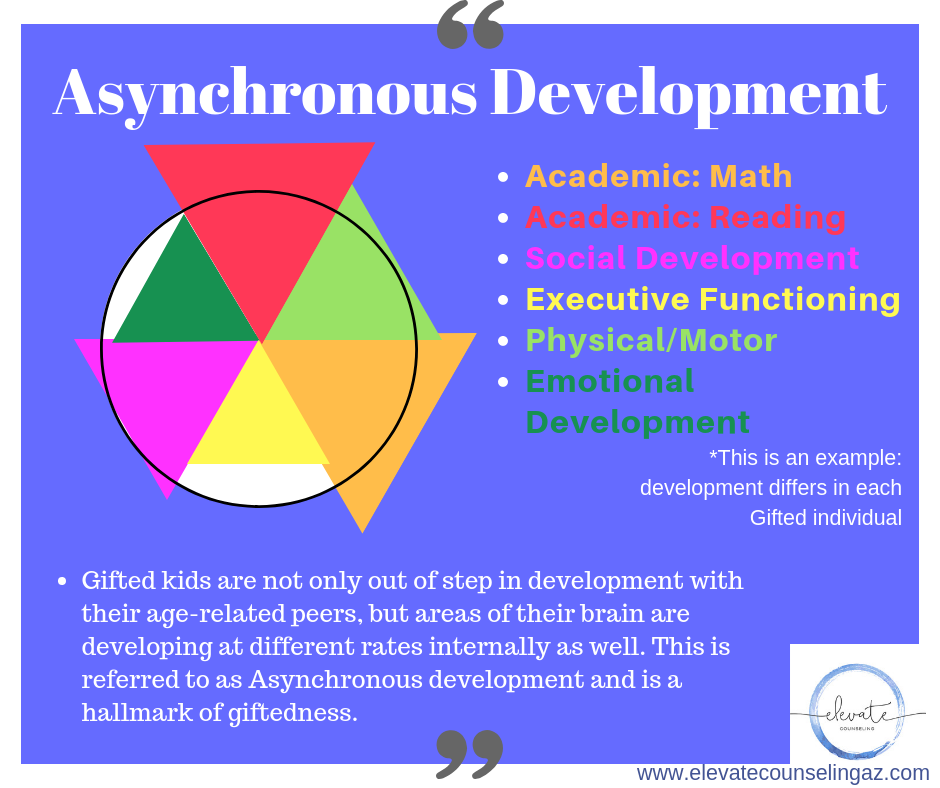 “
Asynchronous Development
• Academic: Math
• Academic: Reading
• Social Development
• Executive Functioning
• Physical/Motor
• Emotional
Development
*This is an example:
development differs in each
Gifted individual
• Gifted kids are not only out of step in development with
their age-related peers, but areas of their brain are
developing at different rates internally as well. This is
referred to as Asynchronous development and is a
hallmark of giftedness.
”
elevate
COUNSELING
www.elevatecounselingaz.com